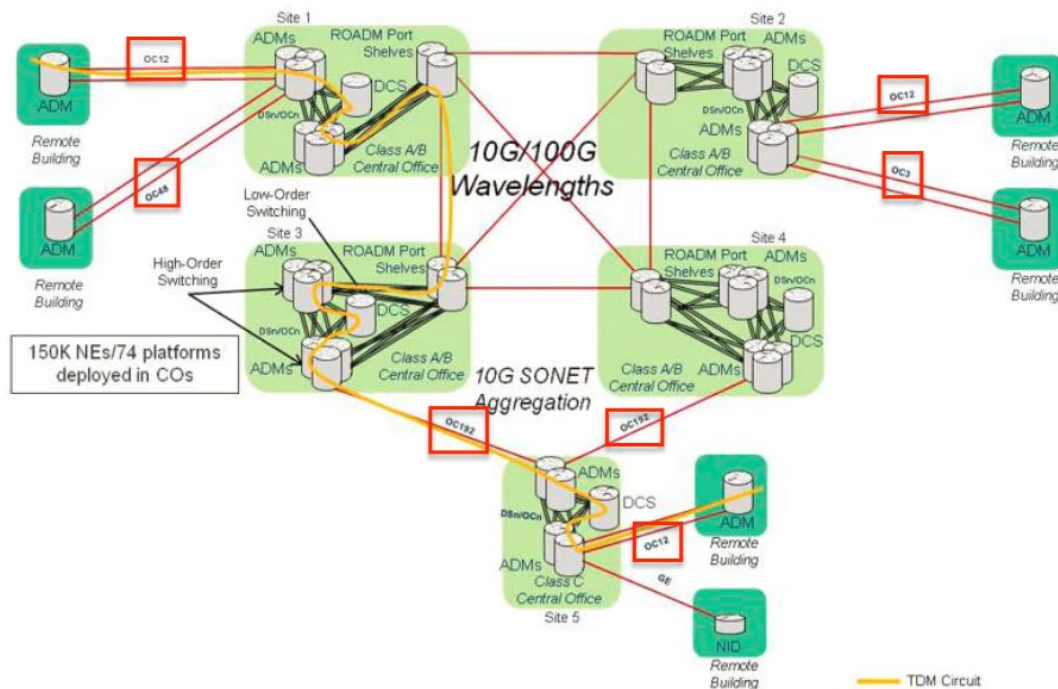 Site 1
ROADM Port
Shelves
ADMs
DCS
DSn/OCn
ADMs
Class A/B
Central Office
OC12
ADM
Remote
Building
OC48
ADM
Remote
Building
Site 2
ROADM Port
Shelves
ADMs
DCS
DSn/OCn
ADMs
Class A/B
Central Office
OC12
ADM
Remote
Building
OC3
ADM
Remote
Building
10G/100G
Wavelengths
Low-Order
Switching
High-Order
Switching
Site 3
ROADM Port
Shelves
ADMs
DCS
DSn/OCn
ADMs
Class A/B
Central Office
Site 4
ROADM Port
Shelves
ADMs
DSn/OCn
DCS
ADMs
Class A/B
Central Office
150K NEs/74 platforms
deployed in COs
10G SONET
Aggregation
OC192
OC192
ADMs
DCS
DSn/OCn
ADMs
Class C
Central Office
Site 5
OC12
ADM
Remote
Building
GE
NID
Remote
Building
TDM Circuit